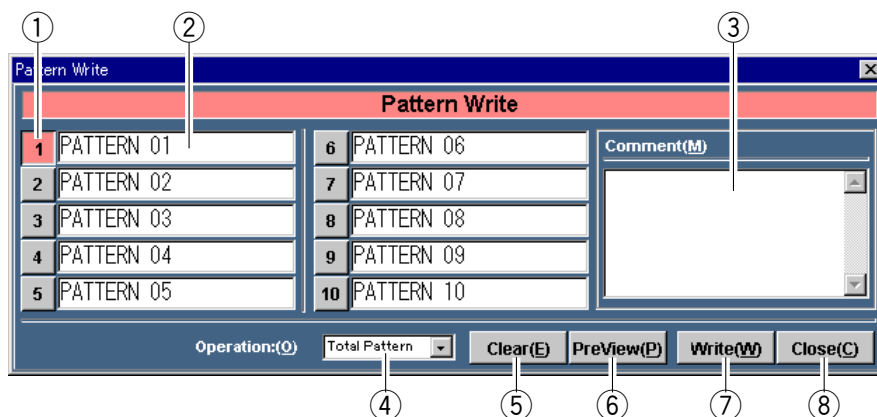 ① ② ③
Pattern Write
Pattern Write
1 PATTERN 01 6 PATTERN 06 Comment(M)
2 PATTERN 02 7 PATTERN 07
3 PATTERN 03 8 PATTERN 08
4 PATTERN 04 9 PATTERN 09
5 PATTERN 05 10 PATTERN 10
Operation:(O) Total Pattern Clear(E) PreView(P) Write(W) Close(C)
④ ⑤ ⑥ ⑦ ⑧